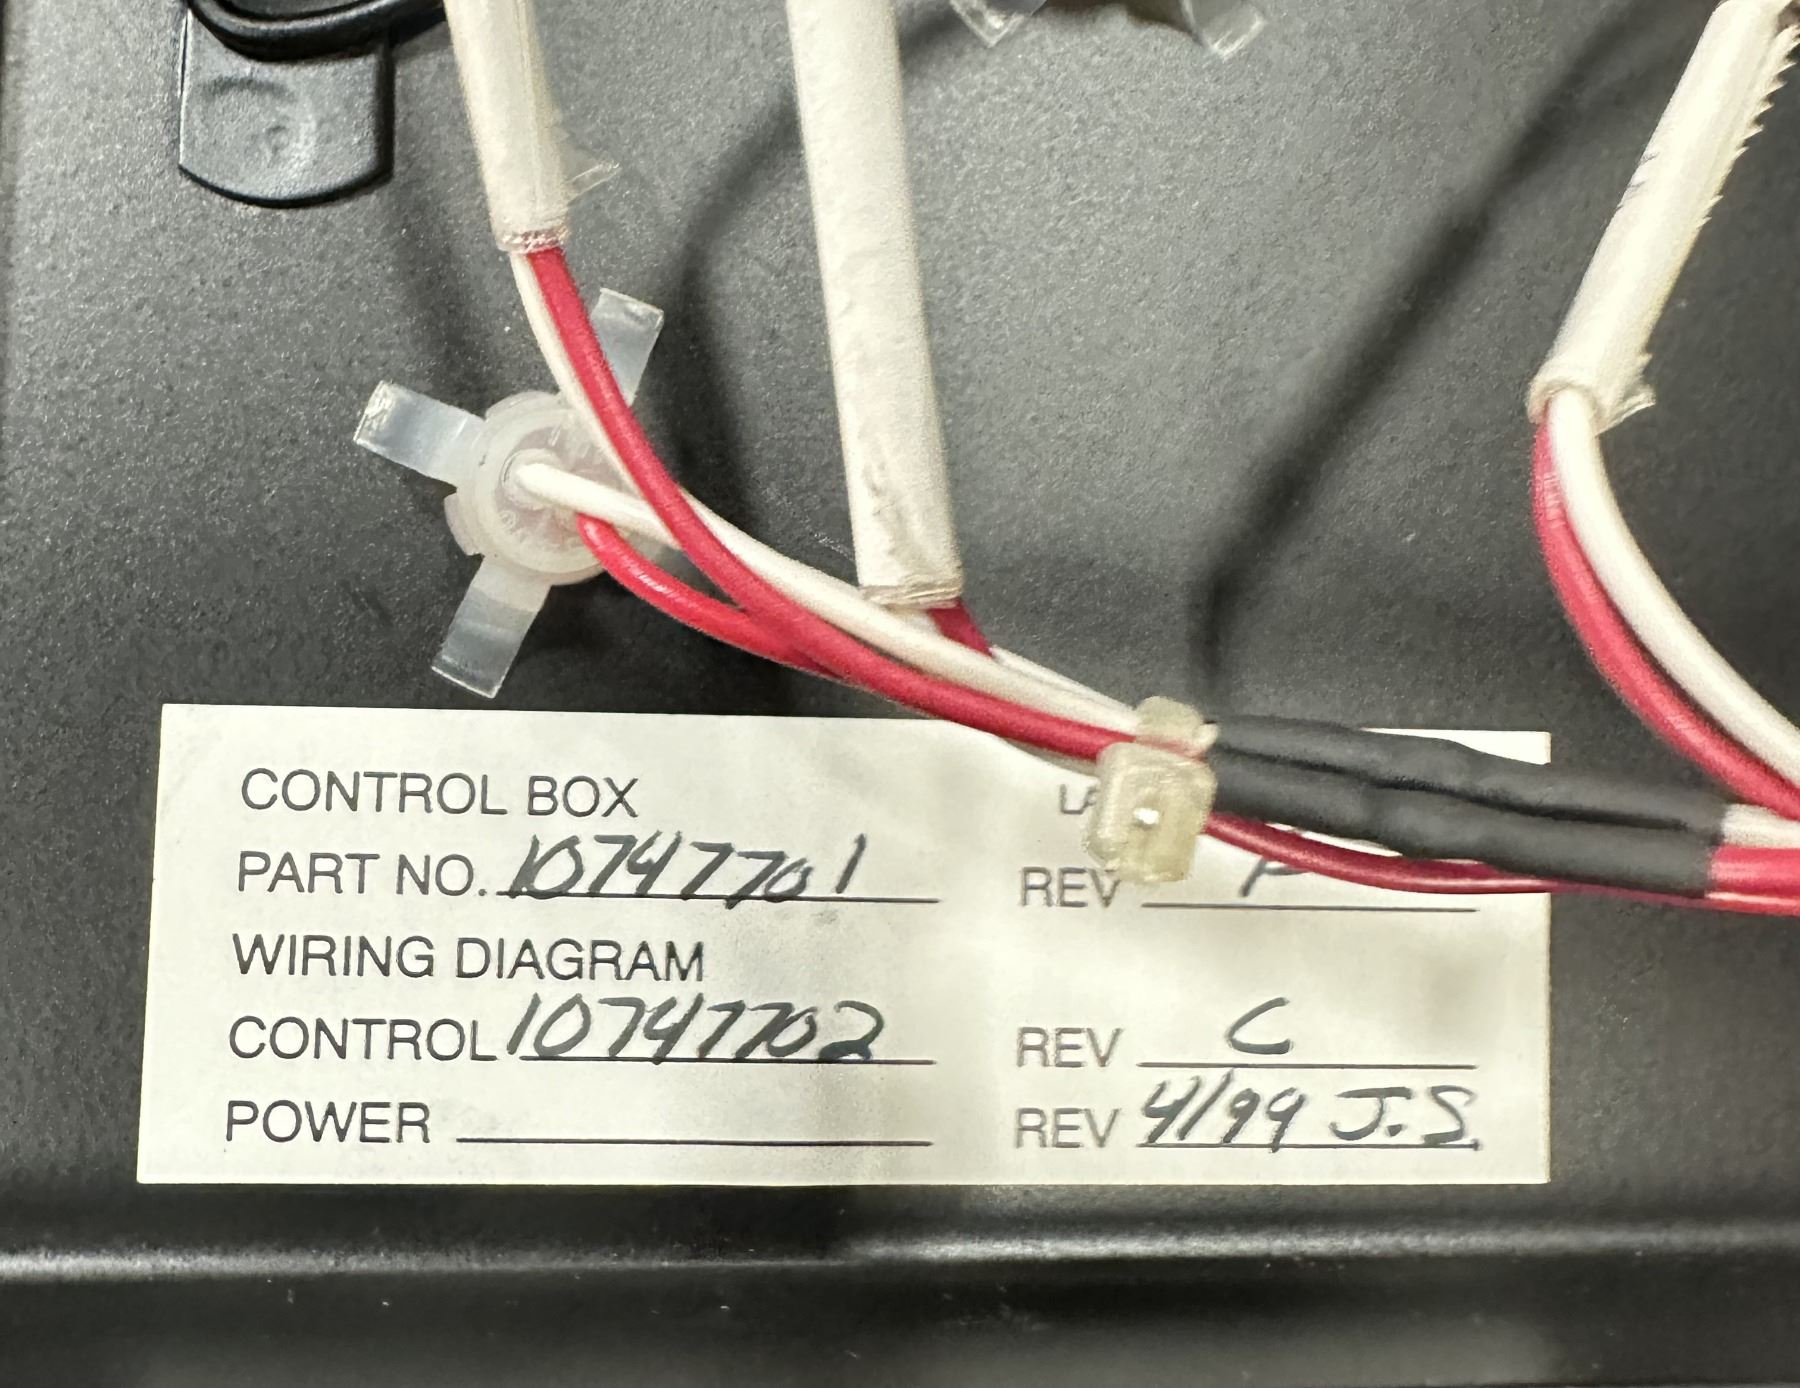 CONTROL BOX
PART NO. 10747701 REV
WIRING DIAGRAM
CONTROL 10747702 REV C
POWER REV 4/99 J.S.